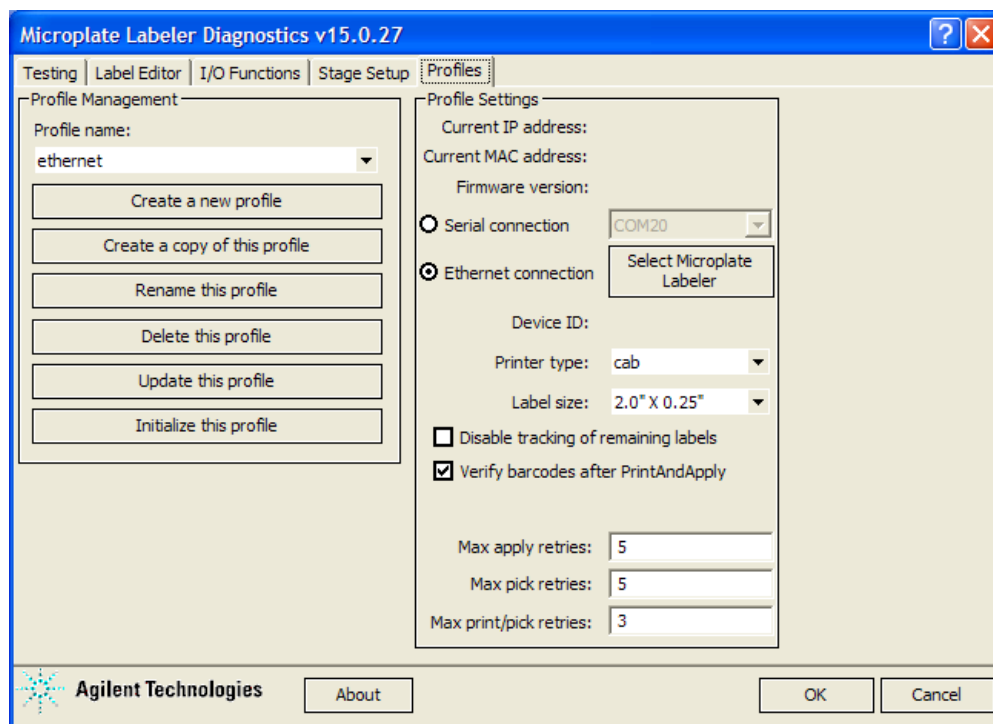 Microplate Labeler Diagnostics v15.0.27
Testing Label Editor I/O Functions Stage Setup Profiles
Profile Management
Profile name:
ethernet
Create a new profile
Create a copy of this profile
Rename this profile
Delete this profile
Update this profile
Initialize this profile
Profile Settings
Current IP address:
Current MAC address:
Firmware version:
Serial connection COM20
Ethernet connection Select Microplate
Labeler
Device ID:
Printer type: cab
Label size: 2.0" X 0.25"
Disable tracking of remaining labels
Verify barcodes after PrintAndApply
Max apply retries: 5
Max pick retries: 5
Max print/pick retries: 3
Agilent Technologies About OK Cancel